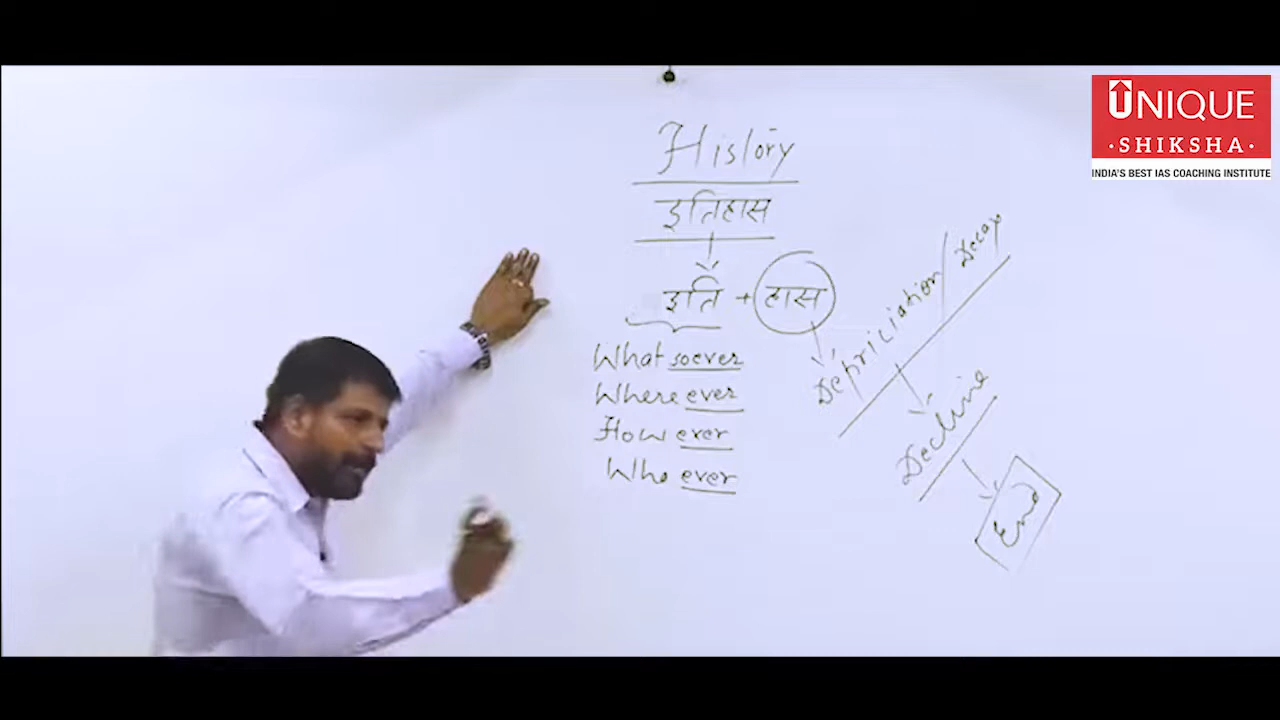 UNIQUE
·SHIKSHA·
INDIA'S BEST IAS COACHING INSTITUTE
History
इतिहास
इति + हास
What soever
Where ever
How ever
Who ever
Depriciation / Decay
Decline
End